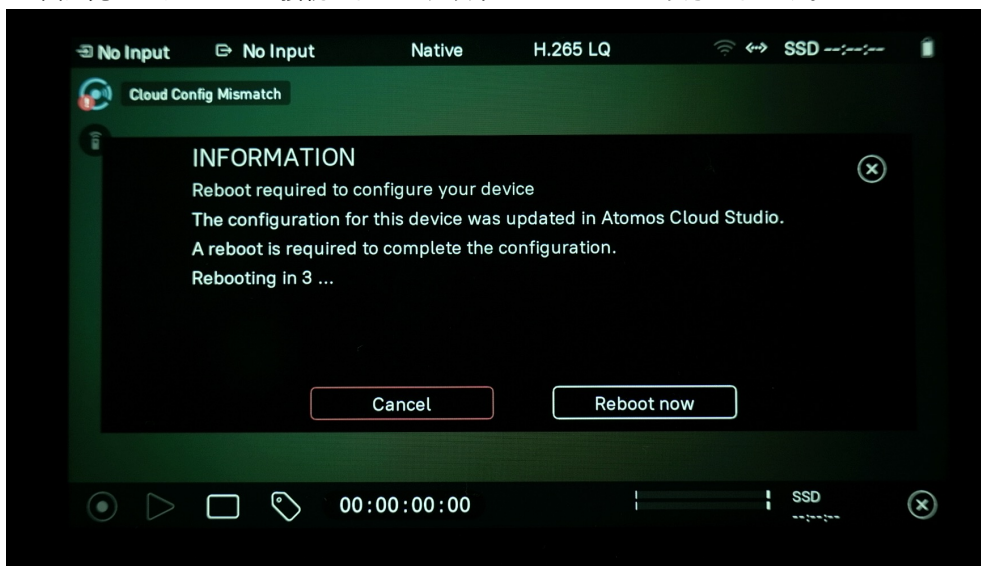 No Input
No Input
Native
H.265 LQ
SSD --:--:--
Cloud Config Mismatch
INFORMATION
Reboot required to configure your device
The configuration for this device was updated in Atomos Cloud Studio.
A reboot is required to complete the configuration.
Rebooting in 3 ...
Cancel
Reboot now
00:00:00:00
SSD
--:--:--